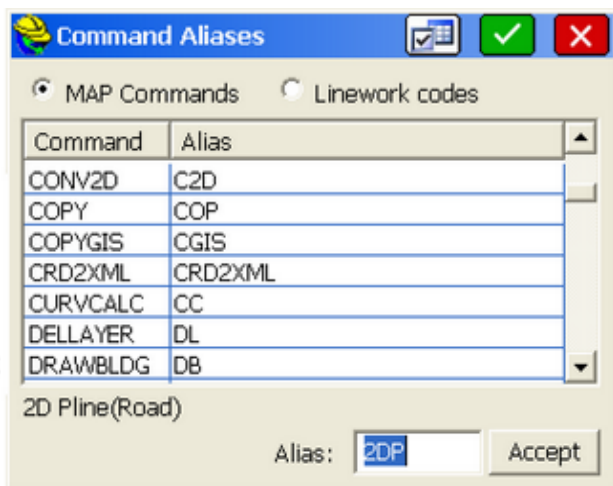 Command Aliases
MAP Commands Linework codes
Command Alias
CONV2D C2D
COPY COP
COPYGIS CGIS
CRD2XML CRD2XML
CURVCALC CC
DELLAYER DL
DRAWBLDG DB
2D Pline(Road)
Alias: 2DP Accept